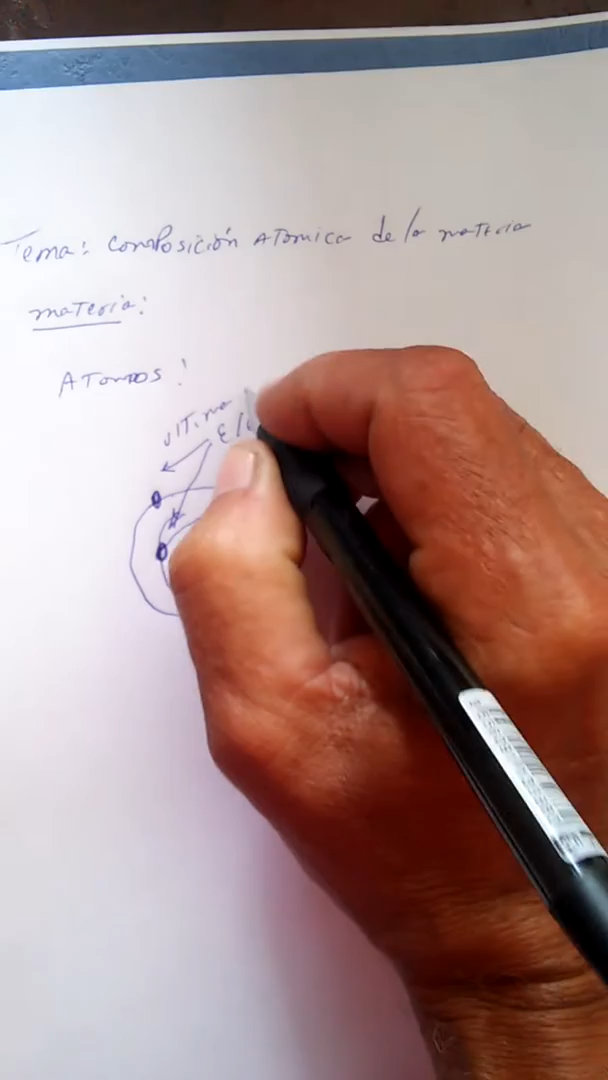 Tema: Composición Atomica de la materia
materia:
Atomos:
ultima
El